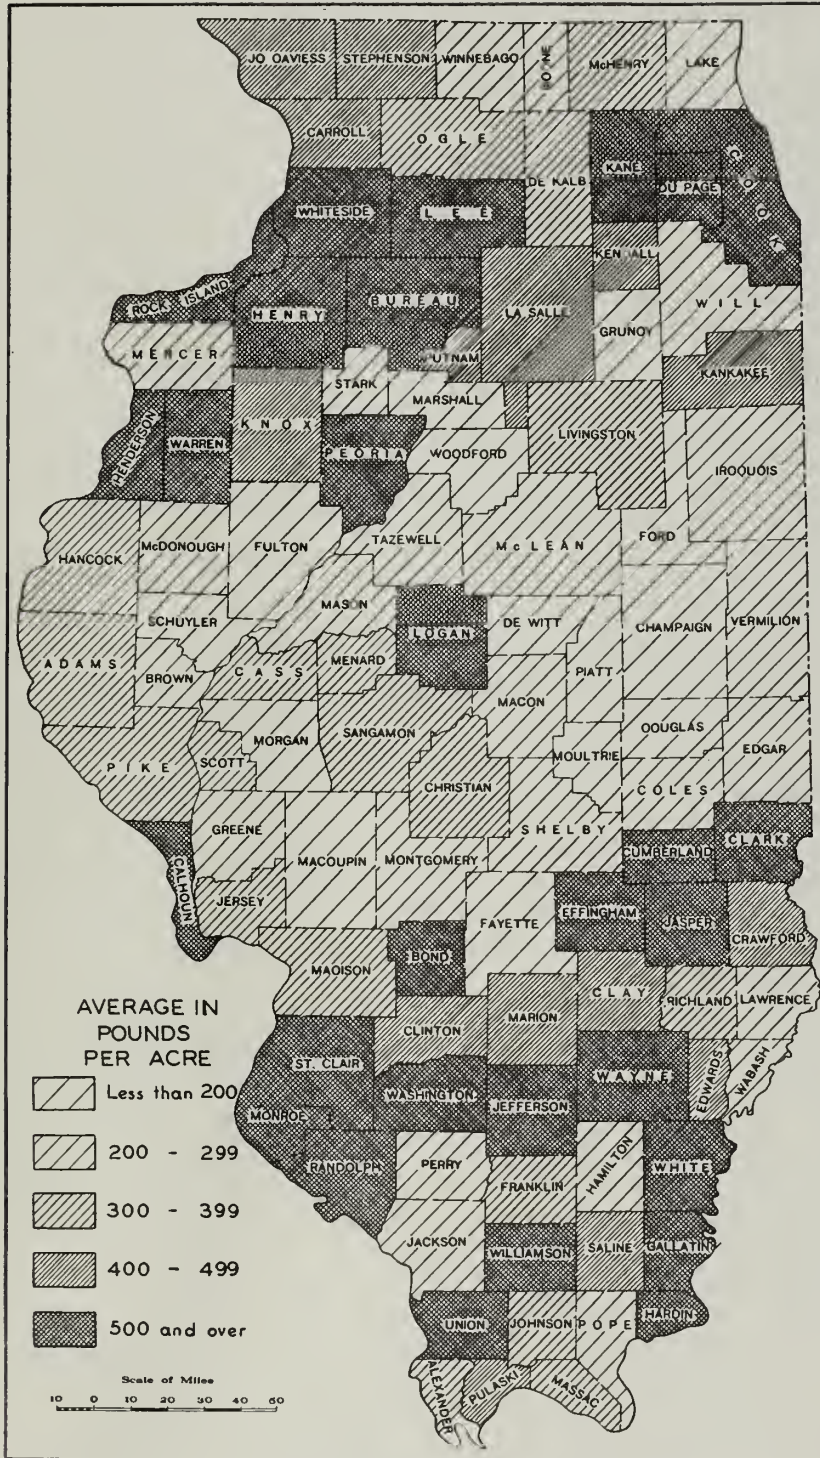 JO DAVIESS STEPHENSON WINNEBAGO BOONE McHENRY LAKE
CARROLL OGLE DE KALB KANE DU PAGE COOK
WHITESIDE LEE
KENDALL
ROCK ISLAND HENRY BUREAU LA SALLE GRUNDY WILL
MERCER PUTNAM KANKAKEE
STARK MARSHALL
HENDERSON WARREN KNOX PEORIA WOODFORD LIVINGSTON IROQUOIS
HANCOCK McDONOUGH FULTON TAZEWELL McLEAN FORD
SCHUYLER MASON LOGAN DE WITT CHAMPAIGN VERMILION
ADAMS BROWN CASS MENARD MACON PIATT
PIKE SCOTT MORGAN SANGAMON CHRISTIAN MOULTRIE DOUGLAS EDGAR
COLES
GREENE MACOUPIN MONTGOMERY SHELBY CUMBERLAND CLARK
CALHOUN JERSEY FAYETTE EFFINGHAM JASPER CRAWFORD
MADISON BOND
CLINTON MARION CLAY RICHLAND LAWRENCE
ST. CLAIR WASHINGTON JEFFERSON WAYNE EDWARDS WABASH
MONROE RANDOLPH PERRY FRANKLIN HAMILTON WHITE
JACKSON WILLIAMSON SALINE GALLATIN
UNION JOHNSON POPE HARDIN
ALEXANDER PULASKI MASSAC
AVERAGE IN
POUNDS
PER ACRE
Less than 200
200 - 299
300 - 399
400 - 499
500 and over
Scale of Miles
10 0 10 20 30 40 50